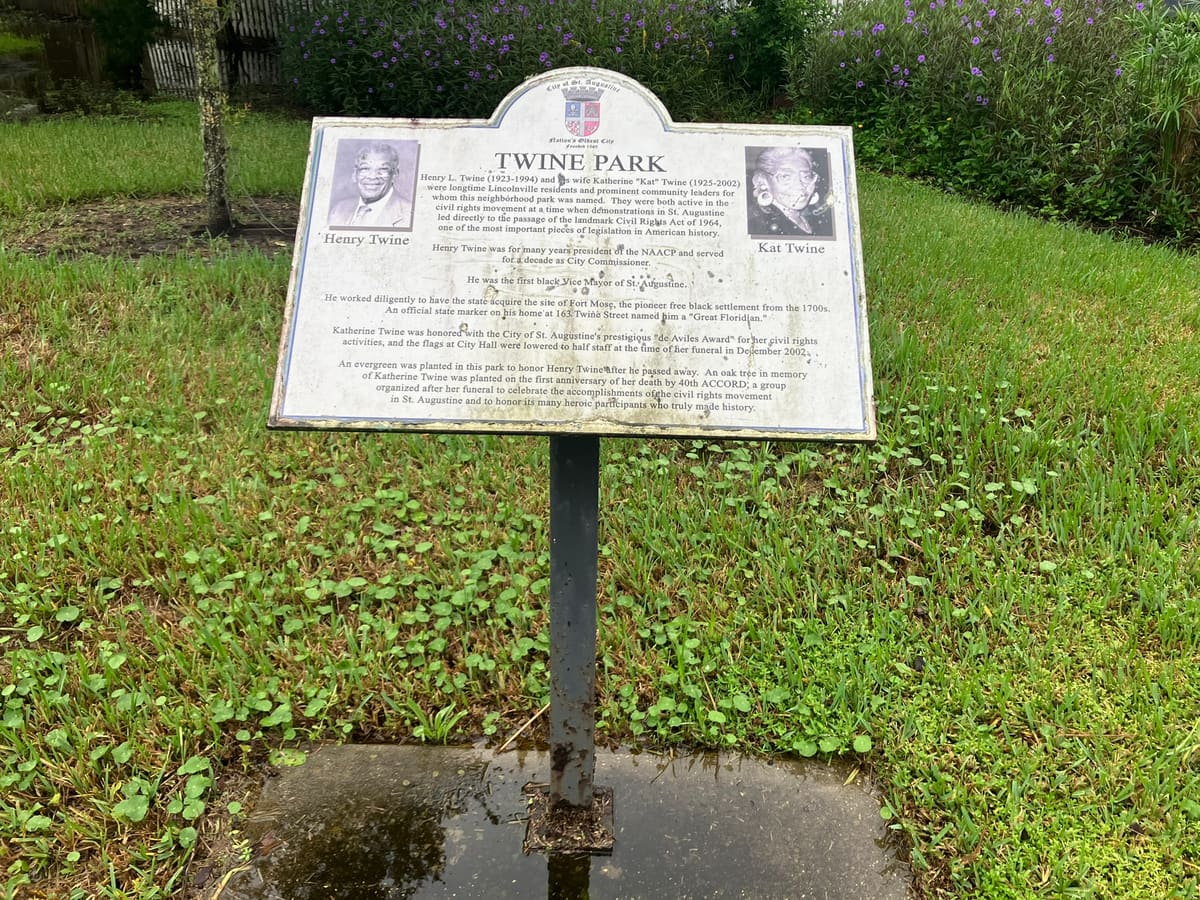 City of St. Augustine
Nation's Oldest City
Founded 1565
TWINE PARK
Henry L. Twine (1923-1994) and his wife Katherine "Kat" Twine (1925-2002)
were longtime Lincolnville residents and prominent community leaders for
whom this neighborhood park was named. They were both active in the
civil rights movement at a time when demonstrations in St. Augustine
led directly to the passage of the landmark Civil Rights Act of 1964,
one of the most important pieces of legislation in American history.
Henry Twine
Kat Twine
Henry Twine was for many years president of the NAACP and served
for a decade as City Commissioner.
He was the first black Vice Mayor of St. Augustine.
He worked diligently to have the state acquire the site of Fort Mose, the pioneer free black settlement from the 1700s.
An official state marker on his home at 163 Twine Street named him a "Great Floridian."
Katherine Twine was honored with the City of St. Augustine's prestigious "de Aviles Award" for her civil rights
activities, and the flags at City Hall were lowered to half staff at the time of her funeral in December 2002.
An evergreen was planted in this park to honor Henry Twine after he passed away. An oak tree in memory
of Katherine Twine was planted on the first anniversary of her death by 40th ACCORD, a group
organized after her funeral to celebrate the accomplishments of the civil rights movement
in St. Augustine and to honor its many heroic participants who truly made history.